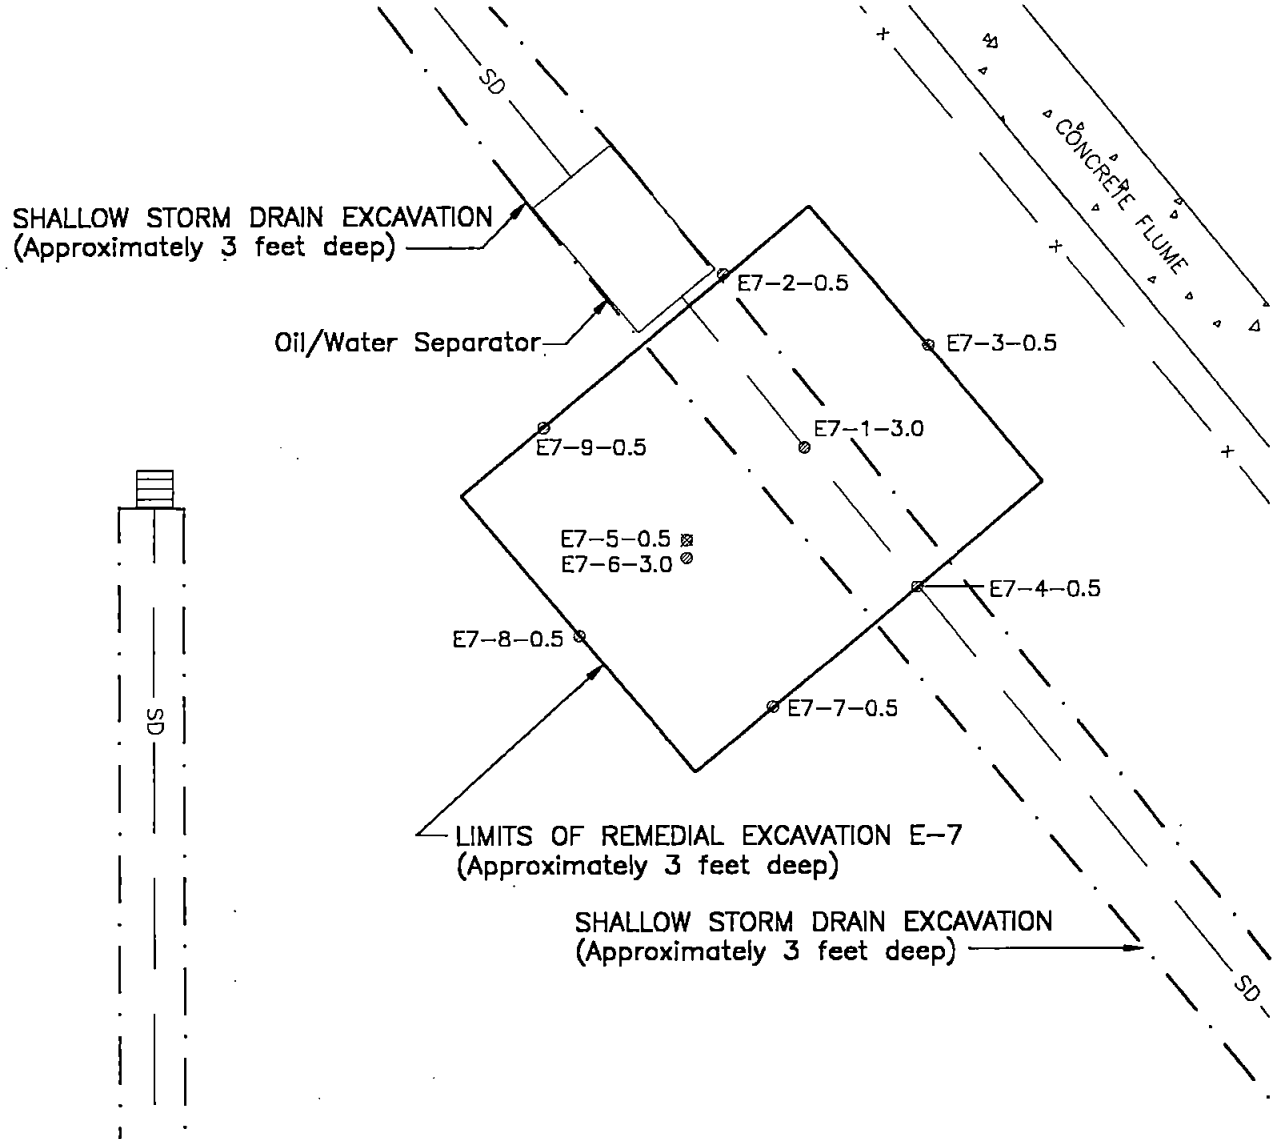 SD
CONCRETE FLUME
x
x
x
SHALLOW STORM DRAIN EXCAVATION
(Approximately 3 feet deep)
Oil/Water Separator
E7-2-0.5
E7-3-0.5
E7-1-3.0
E7-9-0.5
E7-5-0.5
E7-6-3.0
E7-4-0.5
E7-8-0.5
E7-7-0.5
SD
LIMITS OF REMEDIAL EXCAVATION E-7
(Approximately 3 feet deep)
SHALLOW STORM DRAIN EXCAVATION
(Approximately 3 feet deep)
SD